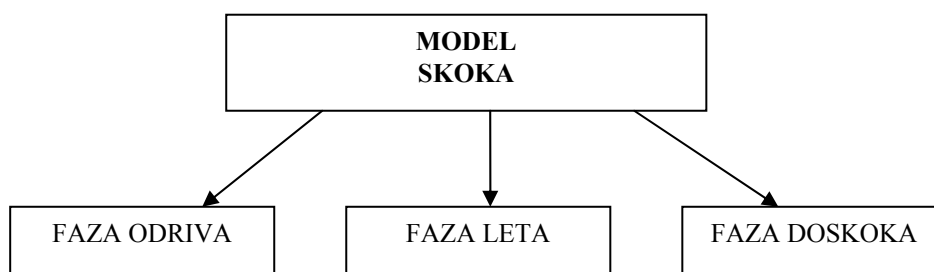 MODEL
SKOKA
FAZA ODRIVA
FAZA LETA
FAZA DOSKOKA